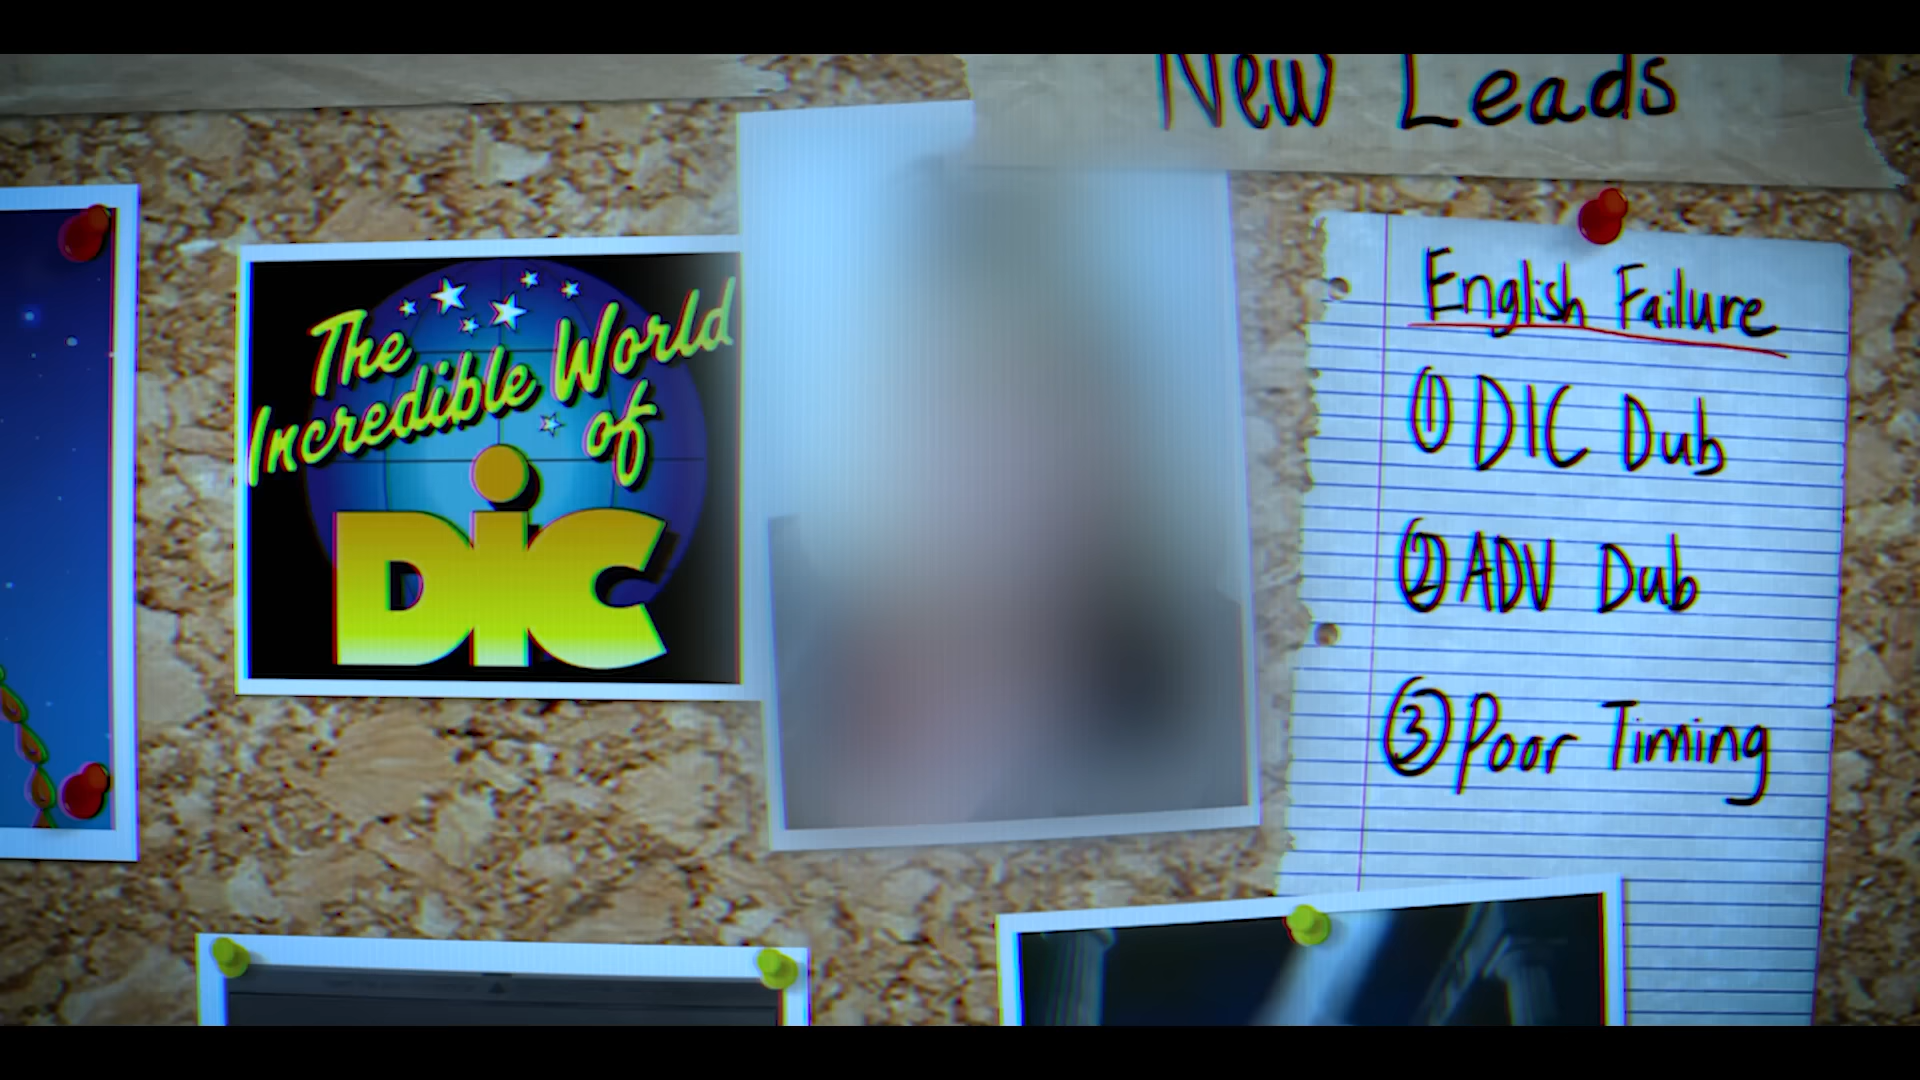 New Leads
The
Incredible World
of
DiC
English Failure
① DIC Dub
② ADV Dub
③ Poor Timing